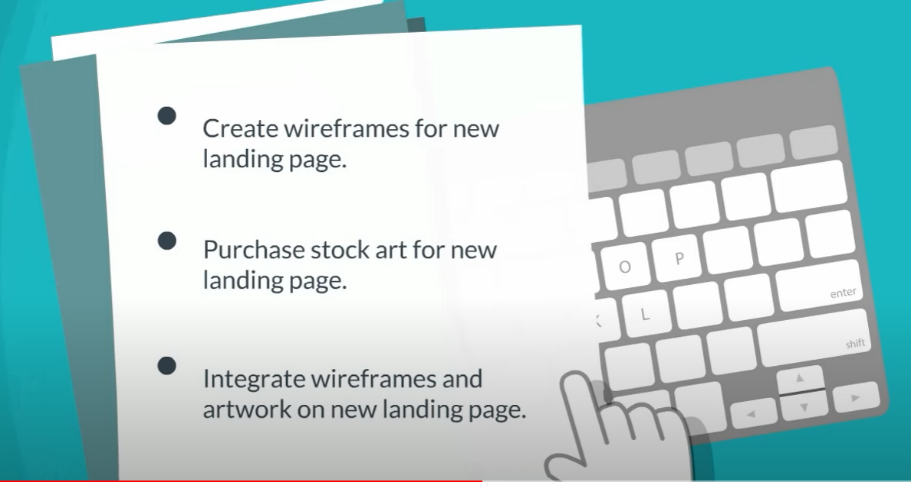 Create wireframes for new
landing page.
Purchase stock art for new
landing page.
Integrate wireframes and
artwork on new landing page.
O P
K L
enter
shift